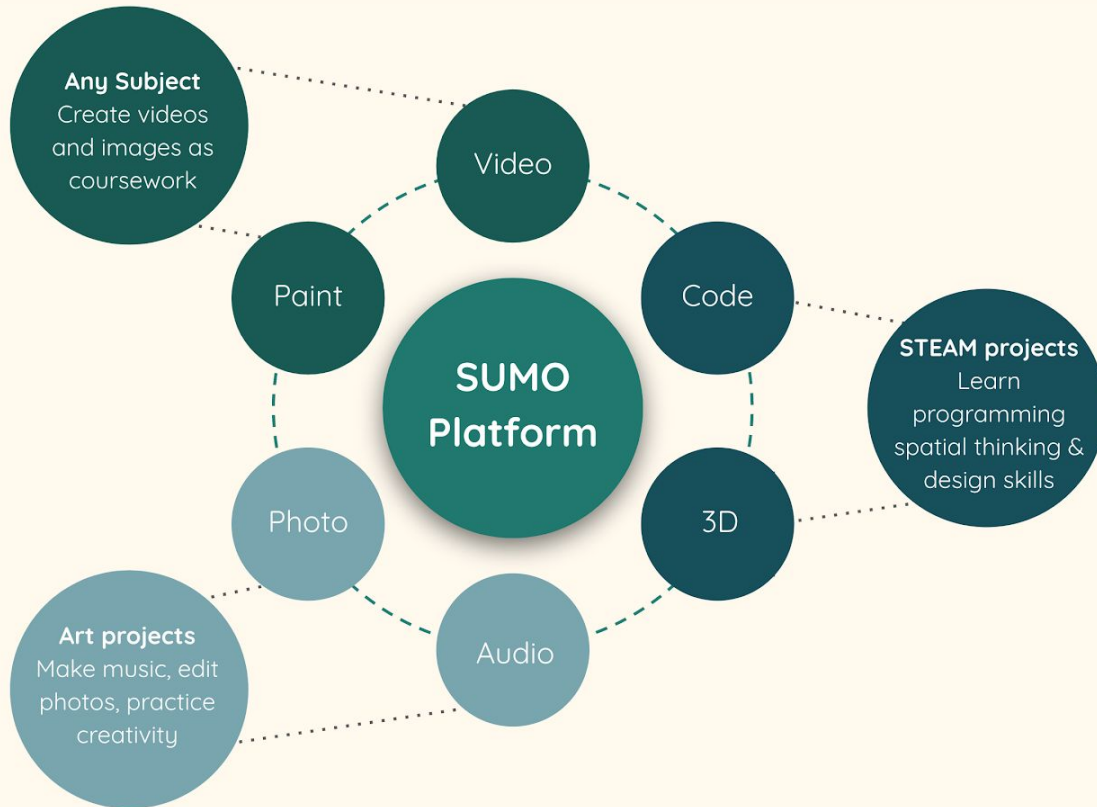 Any Subject
Create videos
and images as
coursework
Video
Paint
Code
SUMO
Platform
STEAM projects
Learn
programming
spatial thinking &
design skills
Photo
3D
Audio
Art projects
Make music, edit
photos, practice
creativity